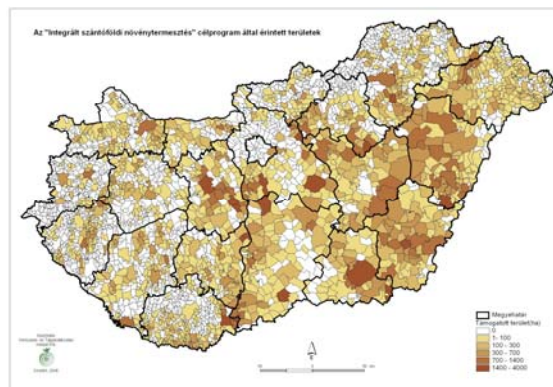 Az "Integrált szántóföldi növénytermesztés" célprogram által érintett területek
Megyehatár
Támogatott terület(ha)
0
1 - 100
100 - 300
300 - 700
700 - 1400
1400 - 4000